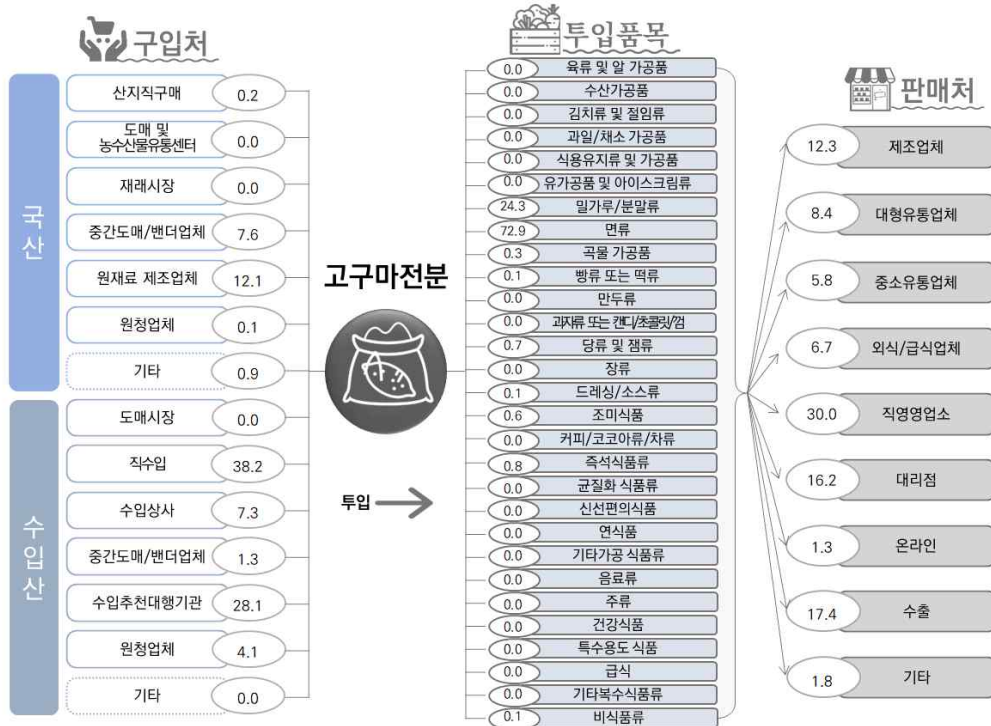 구입처
국산
산지직구매 0.2
도매 및
농수산물유통센터 0.0
재래시장 0.0
중간도매/밴더업체 7.6
원재료 제조업체 12.1
원청업체 0.1
기타 0.9
수입산
도매시장 0.0
직수입 38.2
수입상사 7.3
중간도매/밴더업체 1.3
수입추천대행기관 28.1
원청업체 4.1
기타 0.0
고구마전분
투입
투입품목
0.0 육류 및 알 가공품
0.0 수산가공품
0.0 김치류 및 절임류
0.0 과일/채소 가공품
0.0 식용유지류 및 가공품
0.0 유가공품 및 아이스크림류
24.3 밀가루/분말류
72.9 면류
0.3 곡물 가공품
0.1 빵류 또는 떡류
0.0 만두류
0.0 과자류 또는 캔디/초콜릿/껌
0.7 당류 및 잼류
0.0 장류
0.1 드레싱/소스류
0.6 조미식품
0.0 커피/코코아류/차류
0.8 즉석식품류
0.0 균질화 식품류
0.0 신선편의식품
0.0 연식품
0.0 기타가공 식품류
0.0 음료류
0.0 주류
0.0 건강식품
0.0 특수용도 식품
0.0 급식
0.0 기타복수식품류
0.1 비식품류
판매처
12.3 제조업체
8.4 대형유통업체
5.8 중소유통업체
6.7 외식/급식업체
30.0 직영영업소
16.2 대리점
1.3 온라인
17.4 수출
1.8 기타